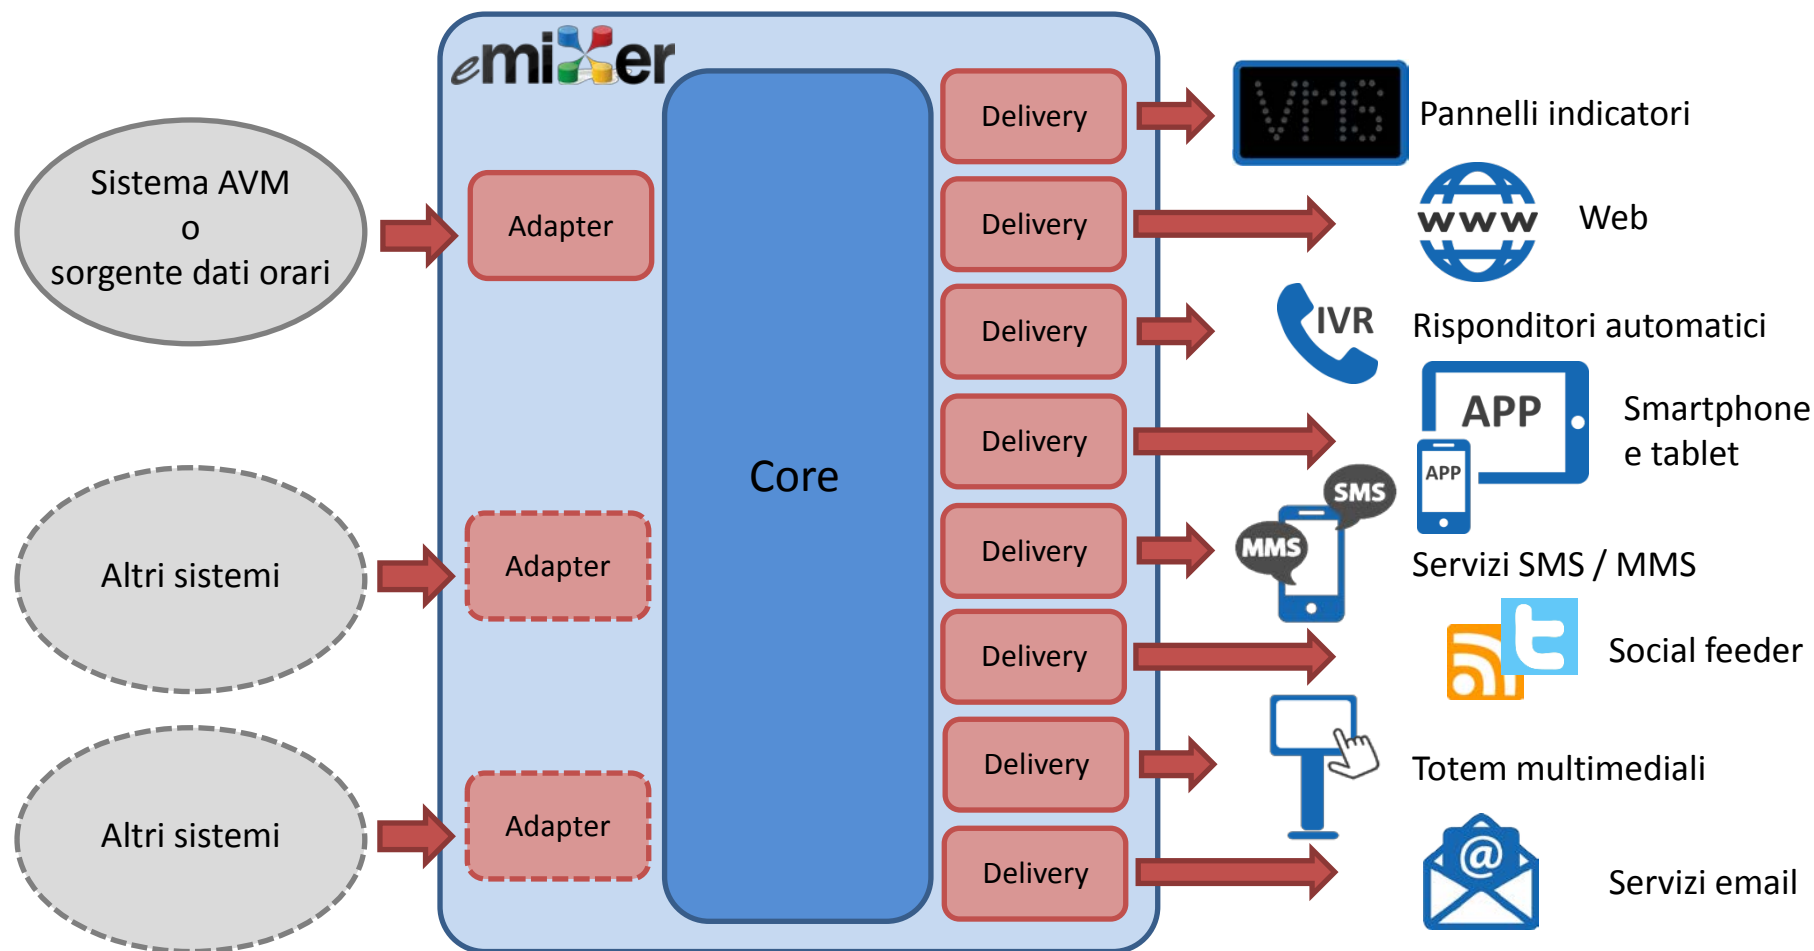 emixer
Sistema AVM
o
sorgente dati orari
Altri sistemi
Altri sistemi
Adapter
Adapter
Adapter
Core
Delivery
Delivery
Delivery
Delivery
Delivery
Delivery
Delivery
Delivery
VMS
Pannelli indicatori
www
Web
IVR
Risponditori automatici
APP
APP
Smartphone
e tablet
SMS
MMS
Servizi SMS / MMS
t
Social feeder
Totem multimediali
@
Servizi email